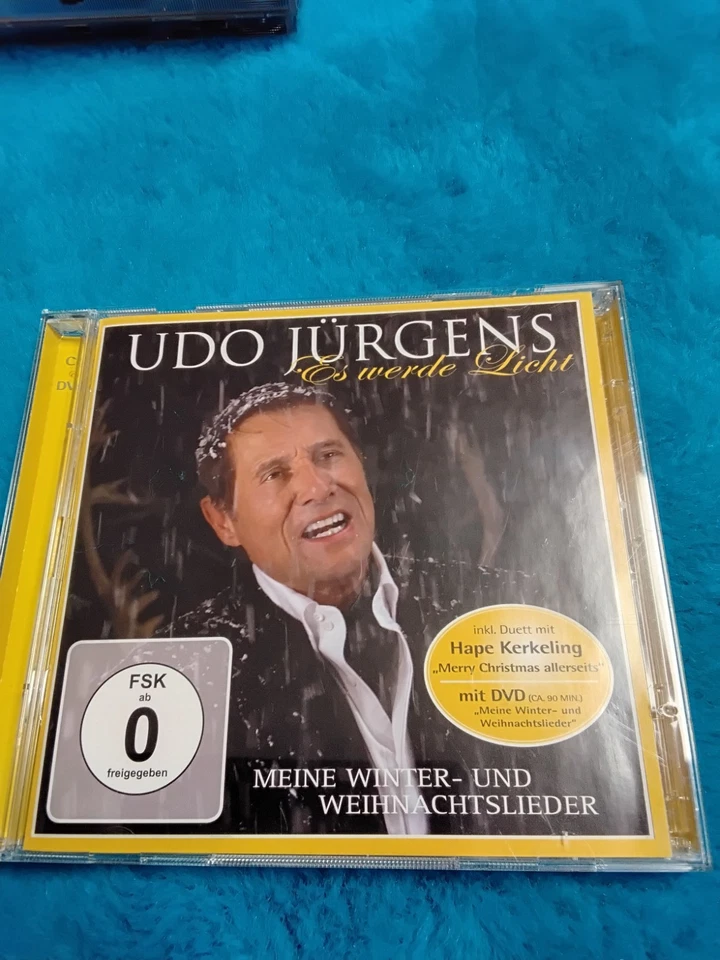 UDO JÜRGENS
Es werde Licht
C
DV
inkl. Duett mit
Hape Kerkeling
„Merry Christmas allerseits“
mit DVD (CA. 90 MIN.)
„Meine Winter- und
Weihnachtslieder“
FSK
ab
0
freigegeben
MEINE WINTER- UND
WEIHNACHTSLIEDER